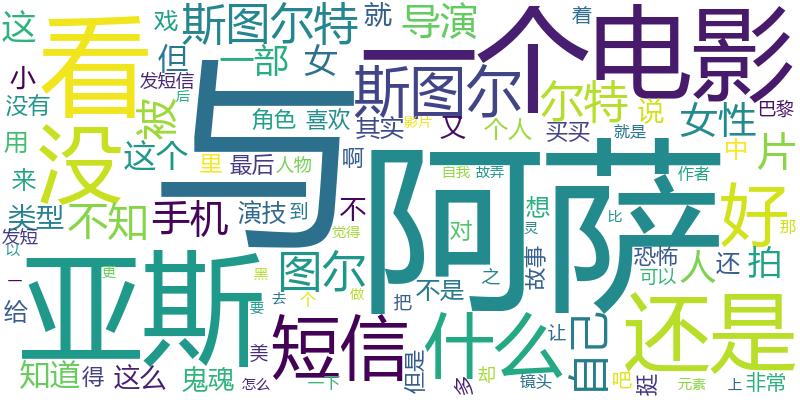 这
戏
斯图尔特
就
导演
着
一个
电影
看
但
一部
女
小
发短信
后
与
斯图尔
尔特
说
巴黎
没有
没
被
角色
喜欢
影片
其实
又
个人
买买
就是
女性
用
这个
里
最后
人物
啊
中
片
来
自我
故弄
作者
阿萨
类型
不知
手机
演技
到
不
想
好
发短
觉得
对
灵
比
那
以
亚斯
图尔
黑
更
之
故事
恐怖
人
还
拍
一
给
要
去
个
做
把
不是
可以
短信
什么
让
自己
还是
知道
得
这么
鬼魂
美
怎么
一下
但是
多
却
镜头
吧
挺
元素
上
非常